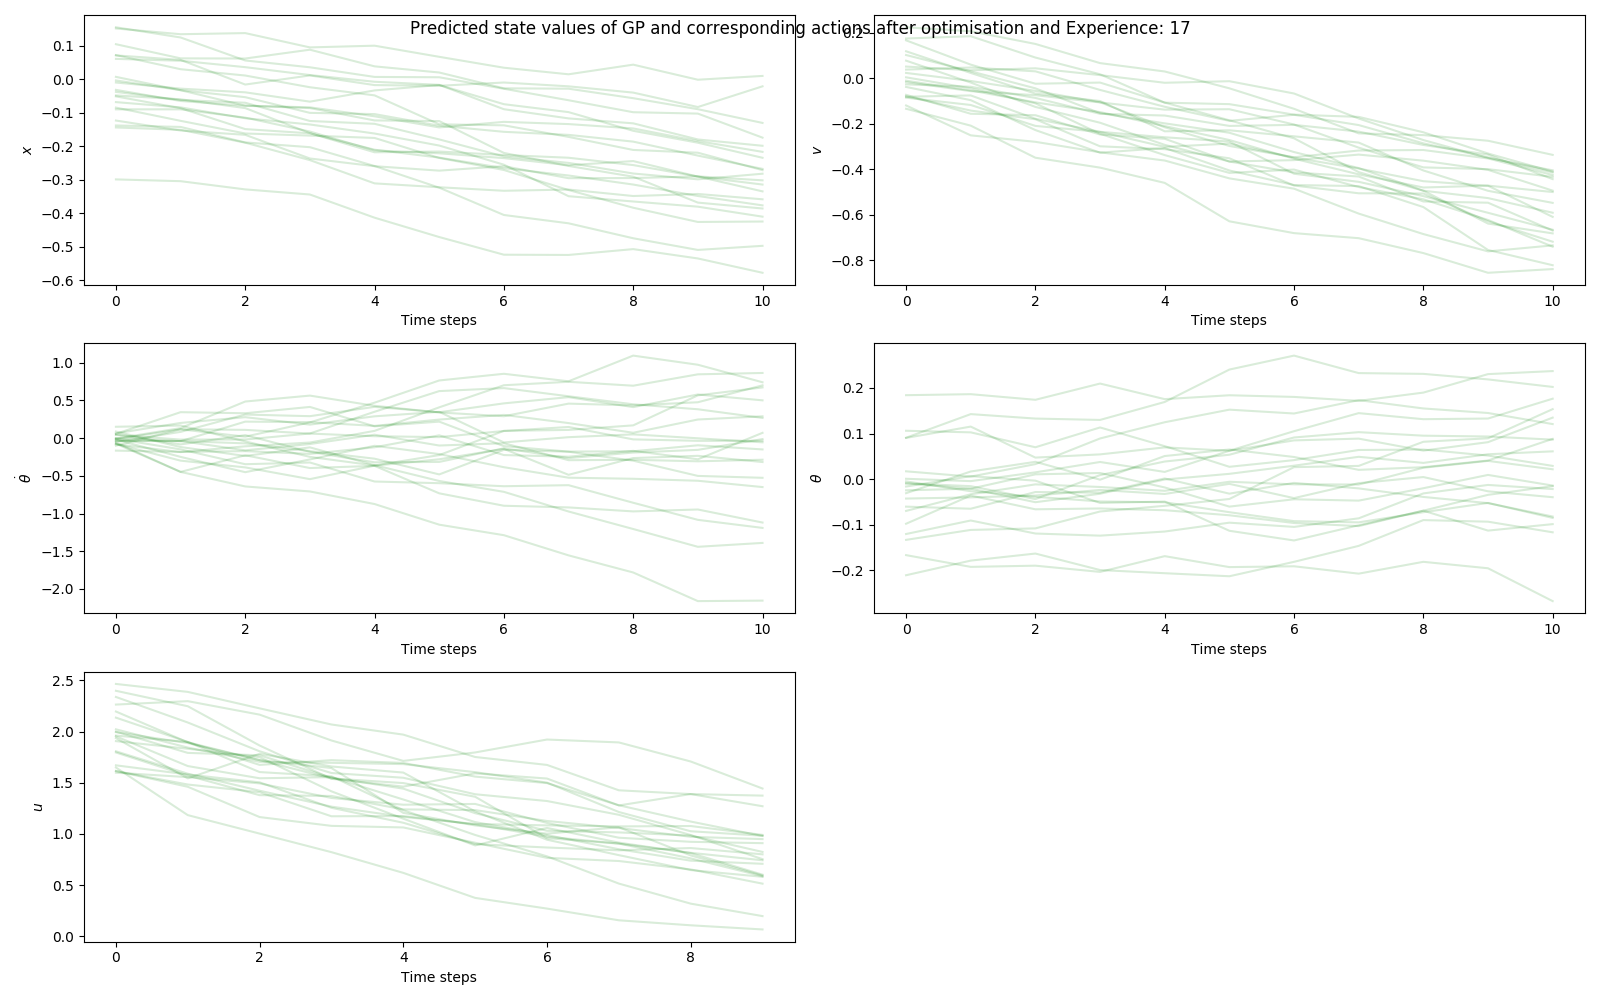 Predicted state values of GP and corresponding actions after optimisation and Experience: 17
0.1
0.0
−0.1
−0.2
−0.3
−0.4
−0.5
−0.6
x
0 2 4 6 8 10
Time steps
0.2
0.0
−0.2
−0.4
−0.6
−0.8
v
0 2 4 6 8 10
Time steps
1.0
0.5
0.0
−0.5
−1.0
−1.5
−2.0
θ̇
0 2 4 6 8 10
Time steps
0.2
0.1
0.0
−0.1
−0.2
θ
0 2 4 6 8 10
Time steps
2.5
2.0
1.5
1.0
0.5
0.0
u
0 2 4 6 8
Time steps